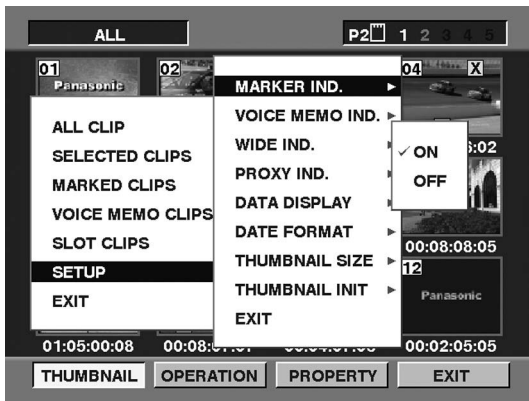 ALL
P2 1 2 3 4 5
01
Panasonic
02
04 X
ALL CLIP
SELECTED CLIPS
MARKED CLIPS
VOICE MEMO CLIPS
SLOT CLIPS
SETUP
EXIT
MARKER IND.
VOICE MEMO IND.
WIDE IND.
PROXY IND.
DATA DISPLAY
DATE FORMAT
THUMBNAIL SIZE
THUMBNAIL INIT
EXIT
✓ ON
OFF
:02
00:08:08:05
12
Panasonic
01:05:00:08
00:02:05:05
THUMBNAIL OPERATION PROPERTY EXIT